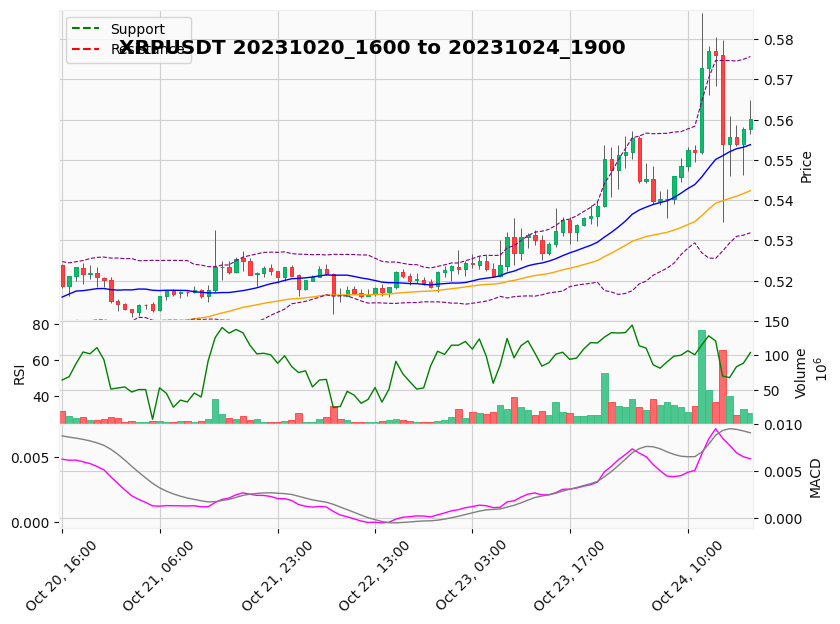 Support
Resistance
XRPUSDT 20231020_1600 to 20231024_1900
0.58
0.57
0.56
0.55
0.54
0.53
0.52
Price
80
60
40
RSI
150
100
50
Volume
10^6
0.005
0.000
0.010
0.005
0.000
MACD
Oct 20, 16:00
Oct 21, 06:00
Oct 21, 23:00
Oct 22, 13:00
Oct 23, 03:00
Oct 23, 17:00
Oct 24, 10:00